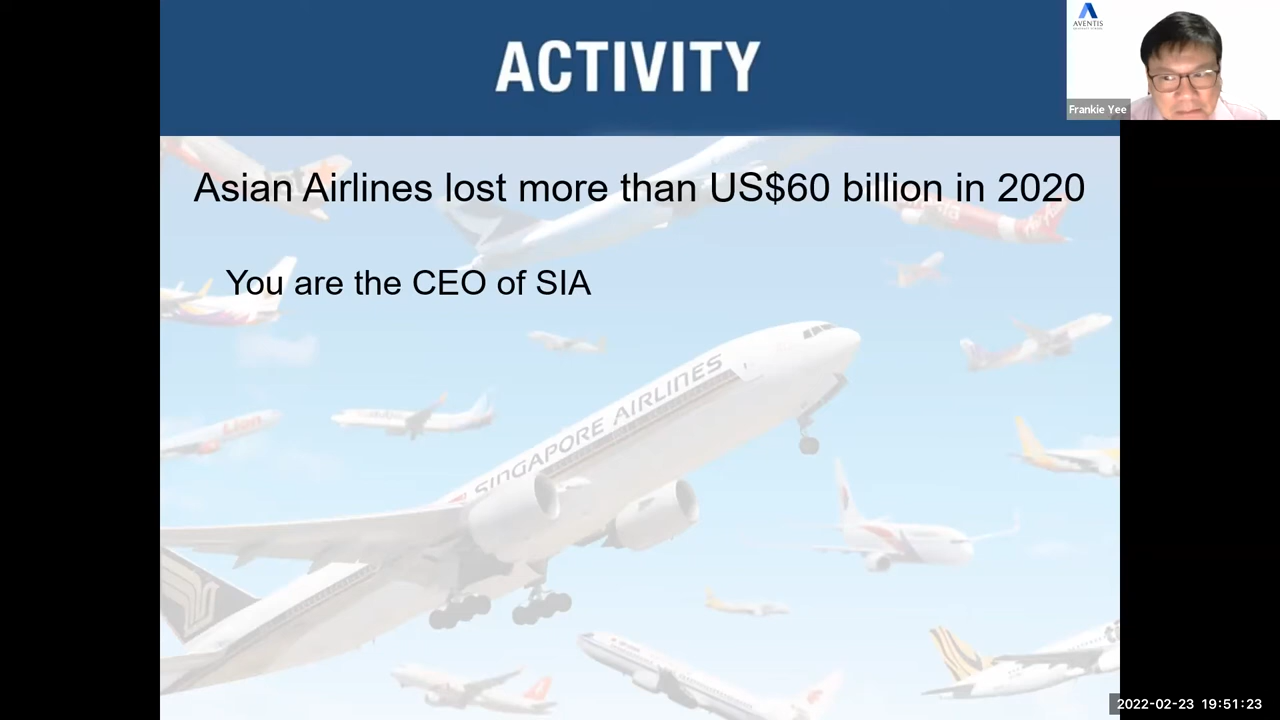 ACTIVITY
AVENTIS
Frankie Yee
Asian Airlines lost more than US$60 billion in 2020
You are the CEO of SIA
SINGAPORE AIRLINES
Lion
2022-02-23 19:51:23